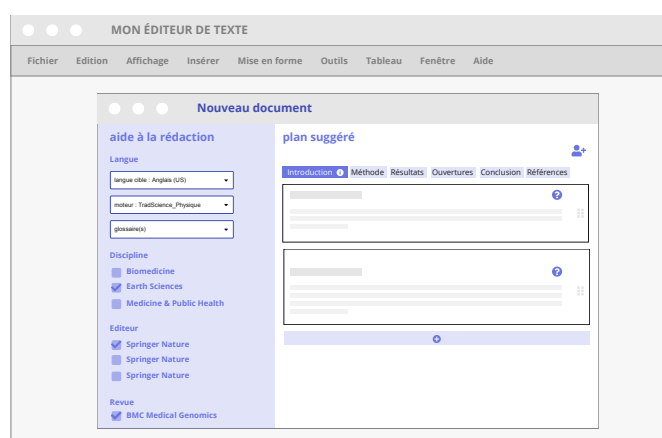 MON ÉDITEUR DE TEXTE
Fichier Edition Affichage Insérer Mise en forme Outils Tableau Fenêtre Aide
Nouveau document
aide à la rédaction
Langue
langue cible : Anglais (US)
moteur : TradScience_Physique
glossaire(s)
Discipline
Biomedicine
Earth Sciences
Medicine & Public Health
Editeur
Springer Nature
Springer Nature
Springer Nature
Revue
BMC Medical Genomics
plan suggéré
Introduction Méthode Résultats Ouvertures Conclusion Références